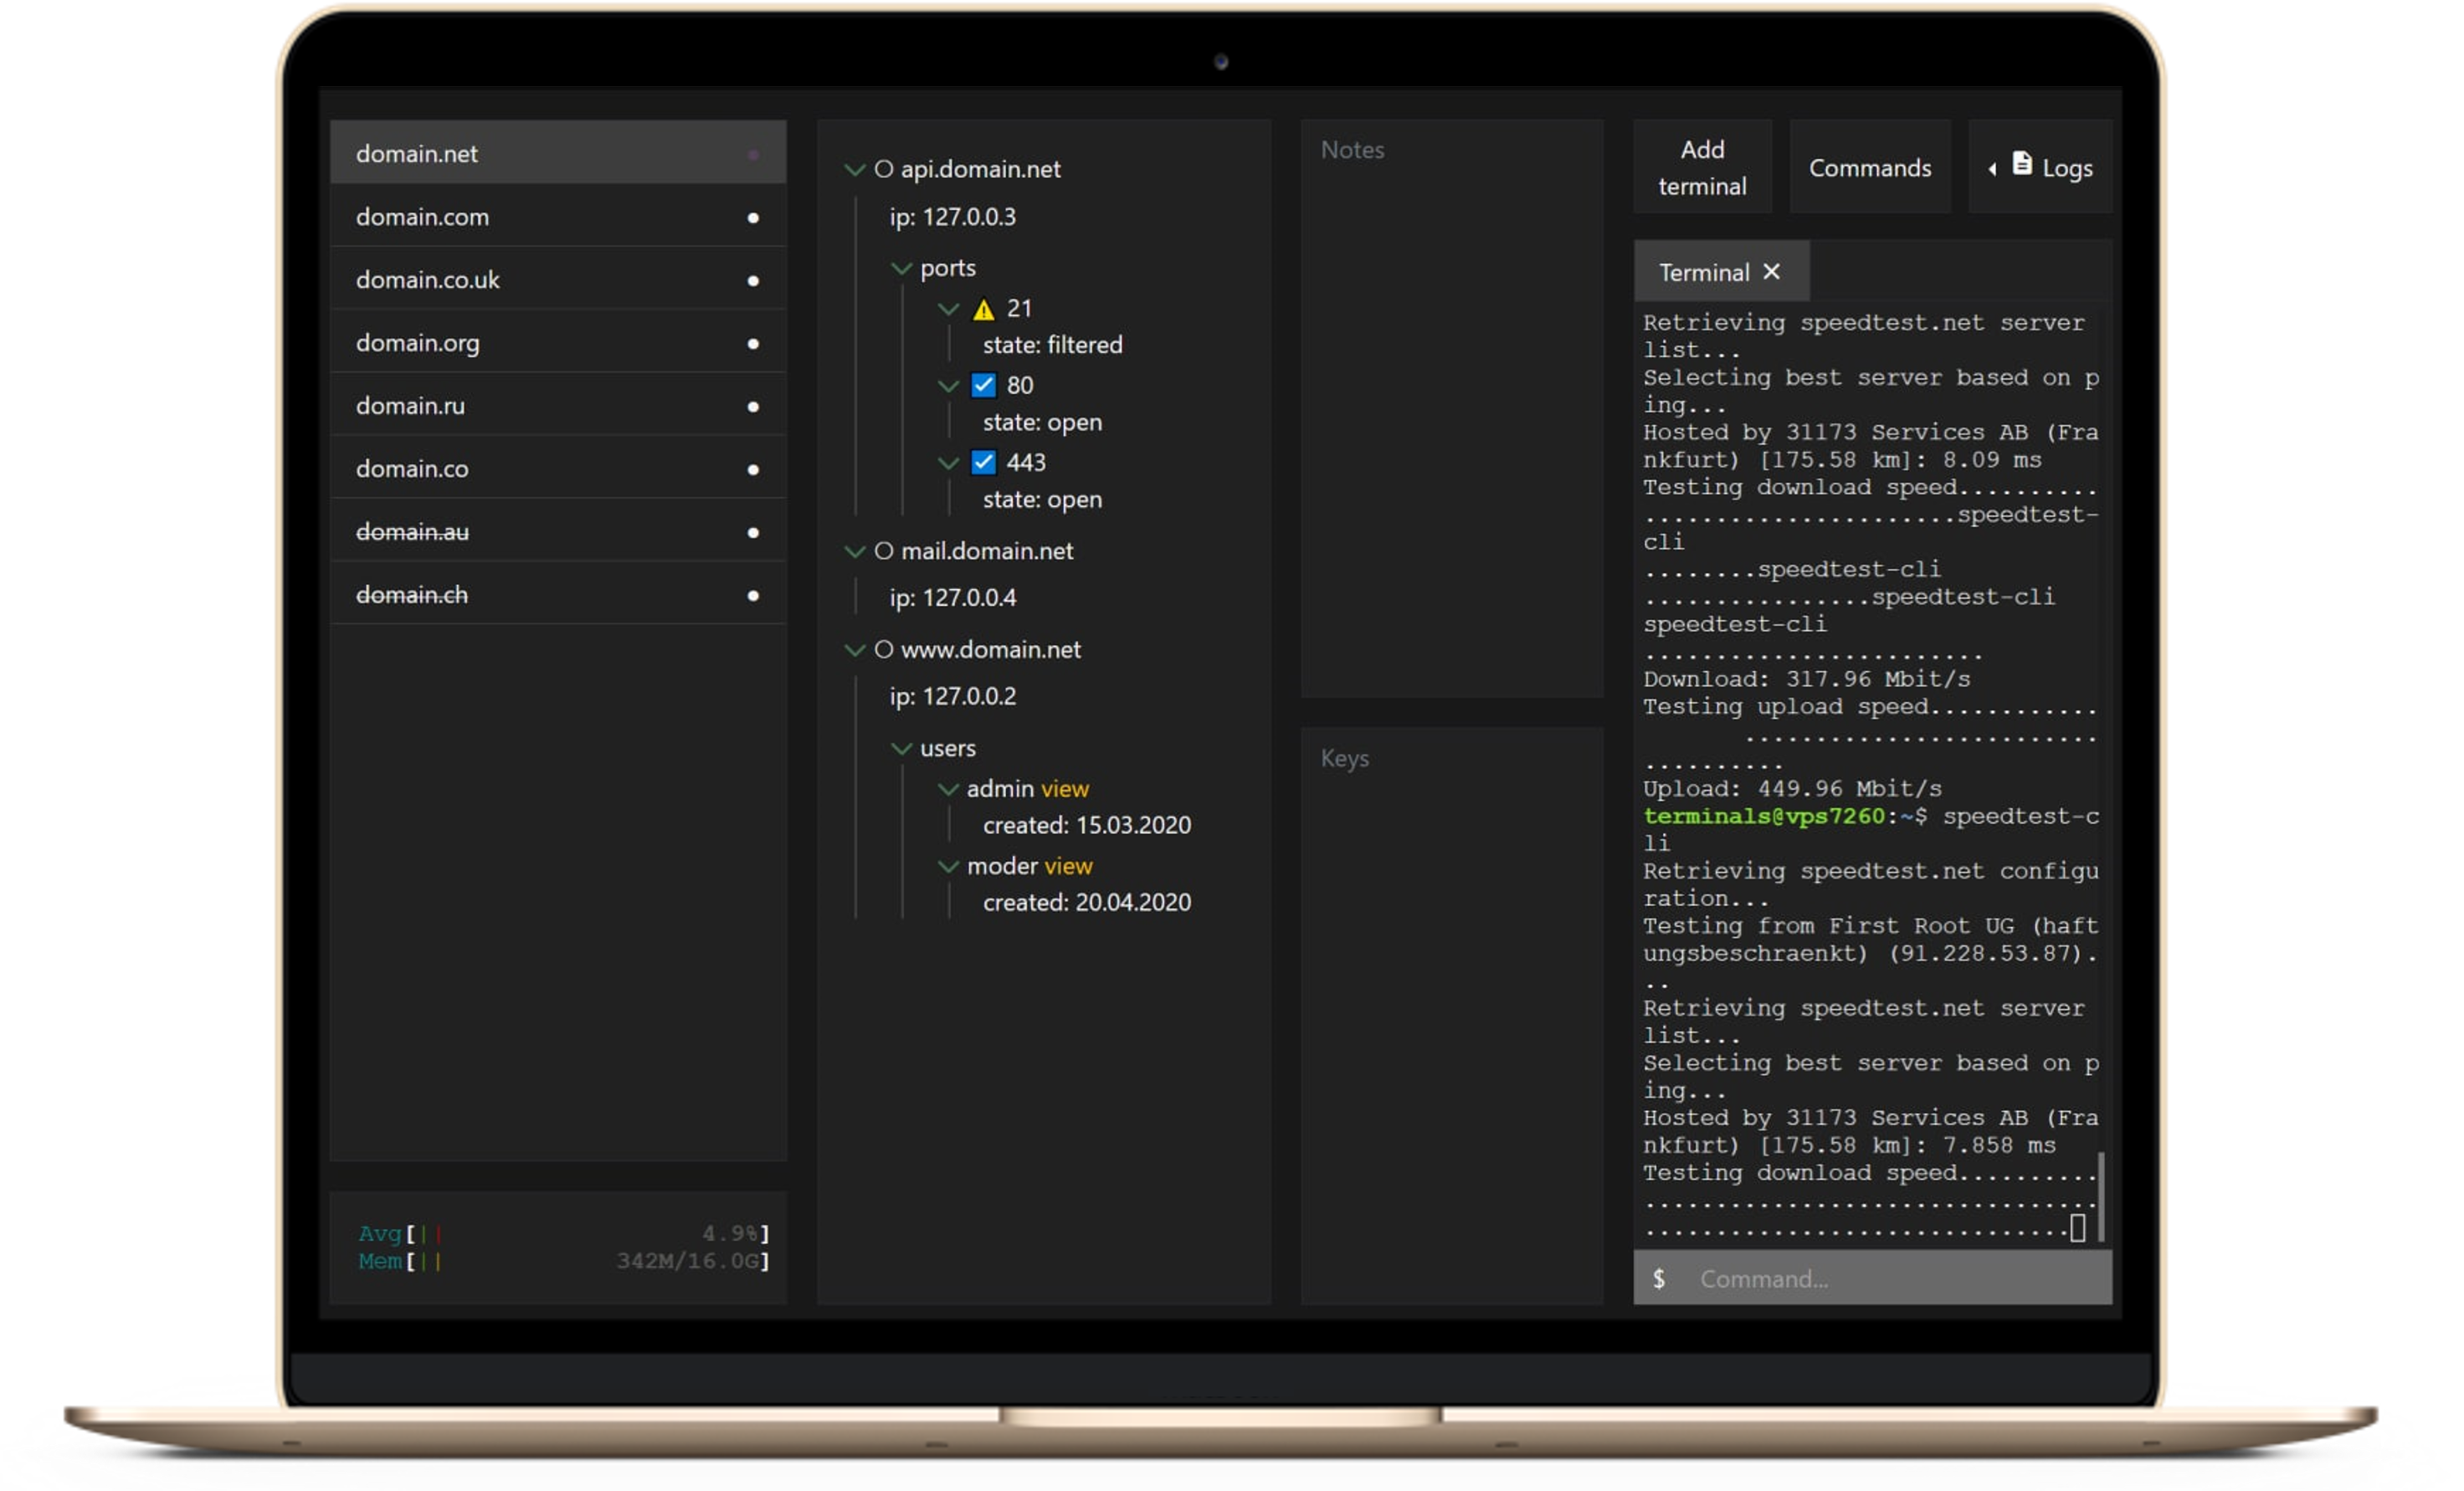 domain.net
domain.com
domain.co.uk
domain.org
domain.ru
domain.co
domain.au
domain.ch
Avg[|| 4.9%]
Mem[|| 342M/16.0G]
api.domain.net
ip: 127.0.0.3
ports
21
state: filtered
80
state: open
443
state: open
mail.domain.net
ip: 127.0.0.4
www.domain.net
ip: 127.0.0.2
users
admin view
created: 15.03.2020
moder view
created: 20.04.2020
Notes
Keys
Add
terminal
Commands
Logs
Terminal ✕
Retrieving speedtest.net server
list...
Selecting best server based on p
ing...
Hosted by 31173 Services AB (Fra
nkfurt) [175.58 km]: 8.09 ms
Testing download speed..........
......................speedtest-
cli
........speedtest-cli
................speedtest-cli
speedtest-cli
........................
Download: 317.96 Mbit/s
Testing upload speed............
.........................
..........
Upload: 449.96 Mbit/s
terminals@vps7260:~$ speedtest-c
li
Retrieving speedtest.net configu
ration...
Testing from First Root UG (haft
ungsbeschraenkt) (91.228.53.87).
..
Retrieving speedtest.net server
list...
Selecting best server based on p
ing...
Hosted by 31173 Services AB (Fra
nkfurt) [175.58 km]: 7.858 ms
Testing download speed..........
................................
..............................
$ Command...